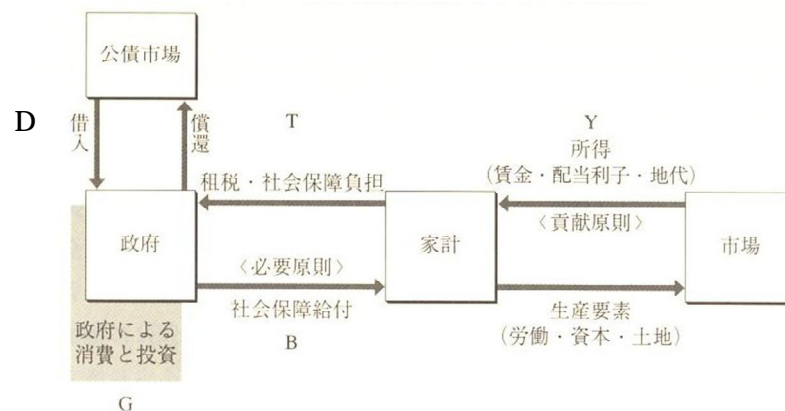 公債市場
D
借入
償還
T
Y
所得
(賃金・配当利子・地代)
租税・社会保障負担
〈貢献原則〉
政府
家計
市場
〈必要原則〉
社会保障給付
生産要素
(労働・資本・土地)
B
政府による
消費と投資
G